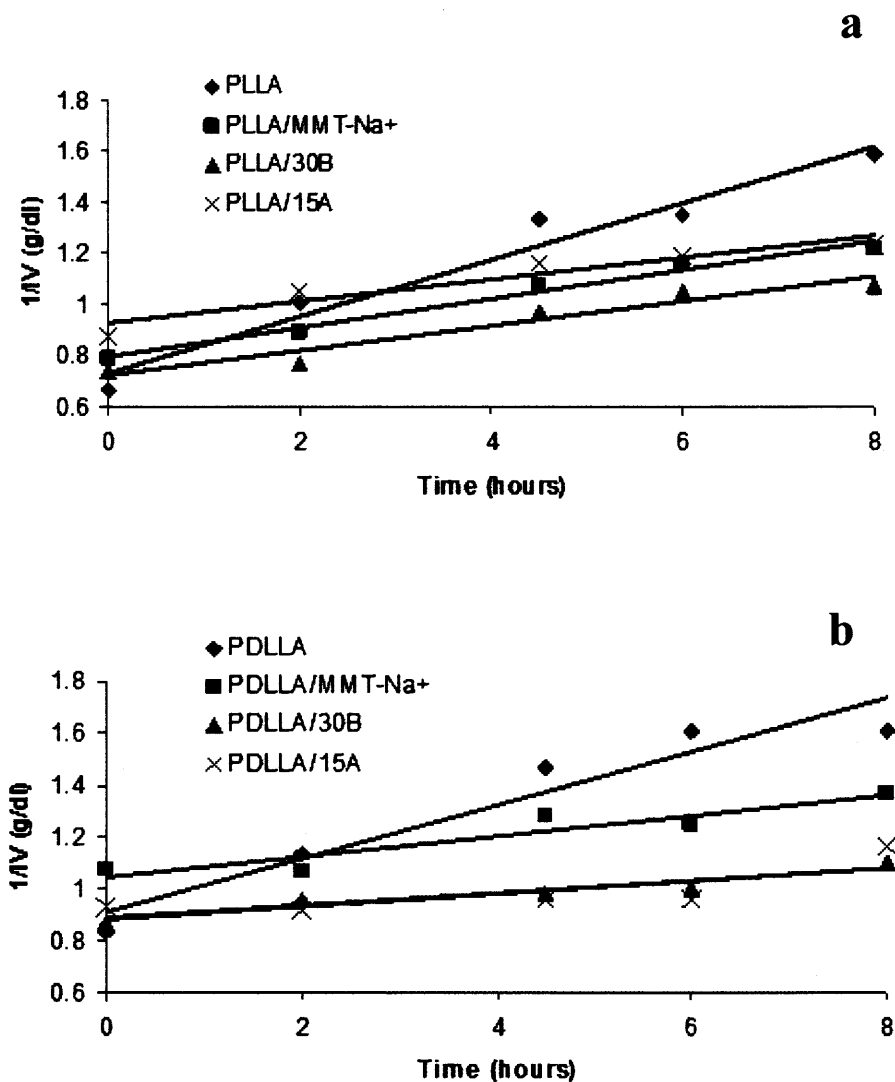 a
PLLA
PLLA/MMT-Na+
PLLA/30B
PLLA/15A
1.8
1.6
1.4
1.2
1
0.8
0.6
1/IV (g/dl)
0 2 4 6 8
Time (hours)
b
PDLLA
PDLLA/MMT-Na+
PDLLA/30B
PDLLA/15A
1.8
1.6
1.4
1.2
1
0.8
0.6
1/IV (g/dl)
0 2 4 6 8
Time (hours)